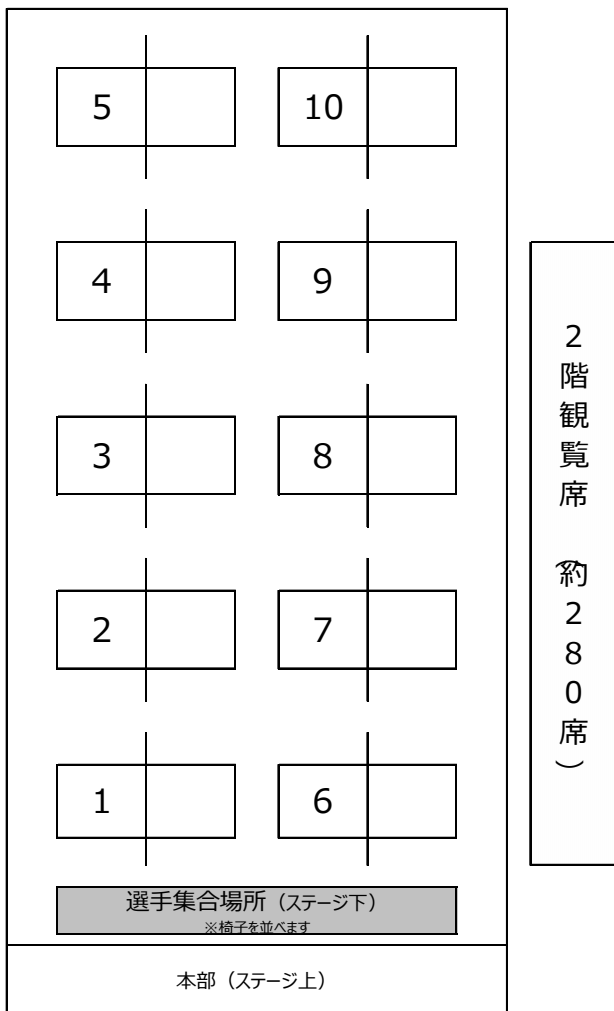 5 10
4 9
3 8
2 7
1 6
選手集合場所（ステージ下）
※椅子を並べます
本部（ステージ上）
2階観覧席（約280席）